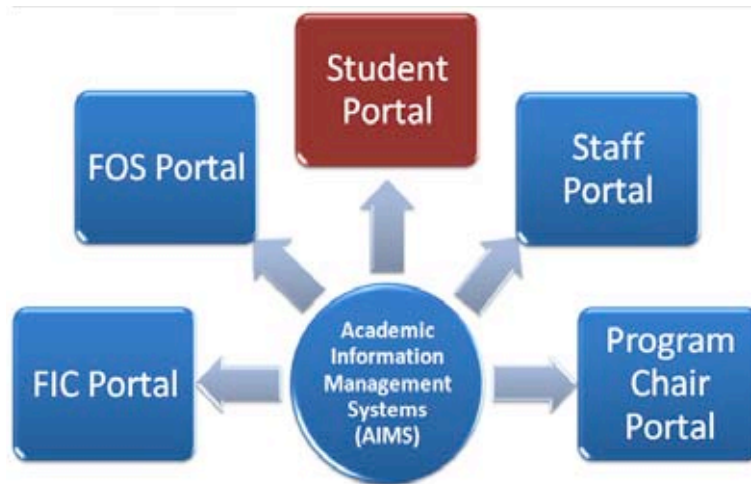 Student
Portal
FOS Portal
Staff
Portal
FIC Portal
Academic
Information
Management
Systems
(AIMS)
Program
Chair
Portal